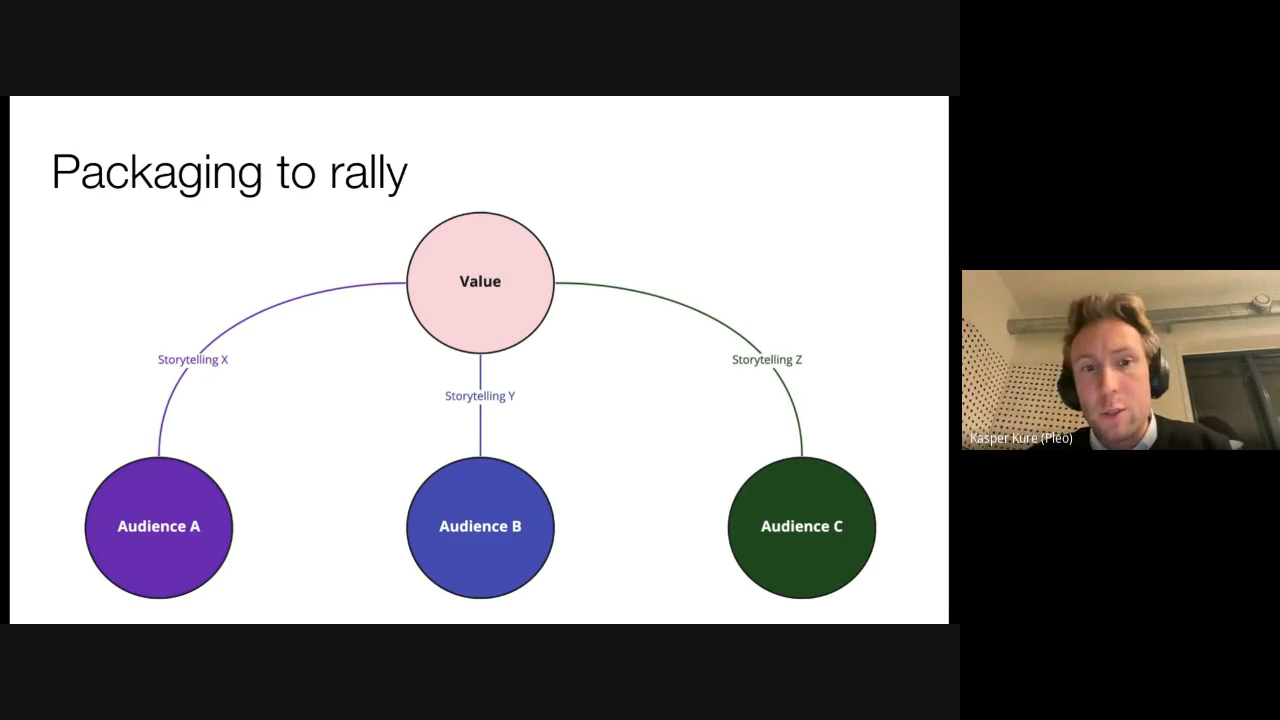 Packaging to rally
Value
Storytelling X
Storytelling Z
Storytelling Y
Audience A
Audience B
Audience C
Kasper Kure (Pleo)